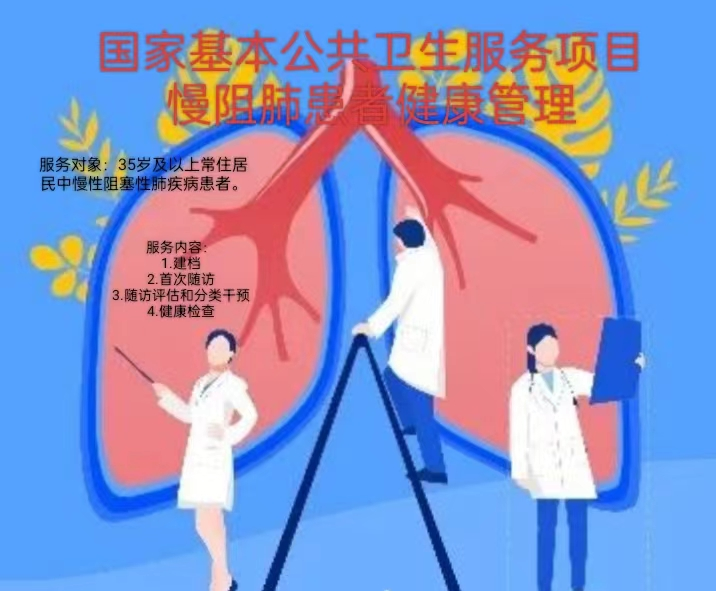 国家基本公共卫生服务项目
慢阻肺患者健康管理
服务对象：35岁及以上常住居
民中慢性阻塞性肺疾病患者。
服务内容：
1.建档
2.首次随访
3.随访评估和分类干预
4.健康检查